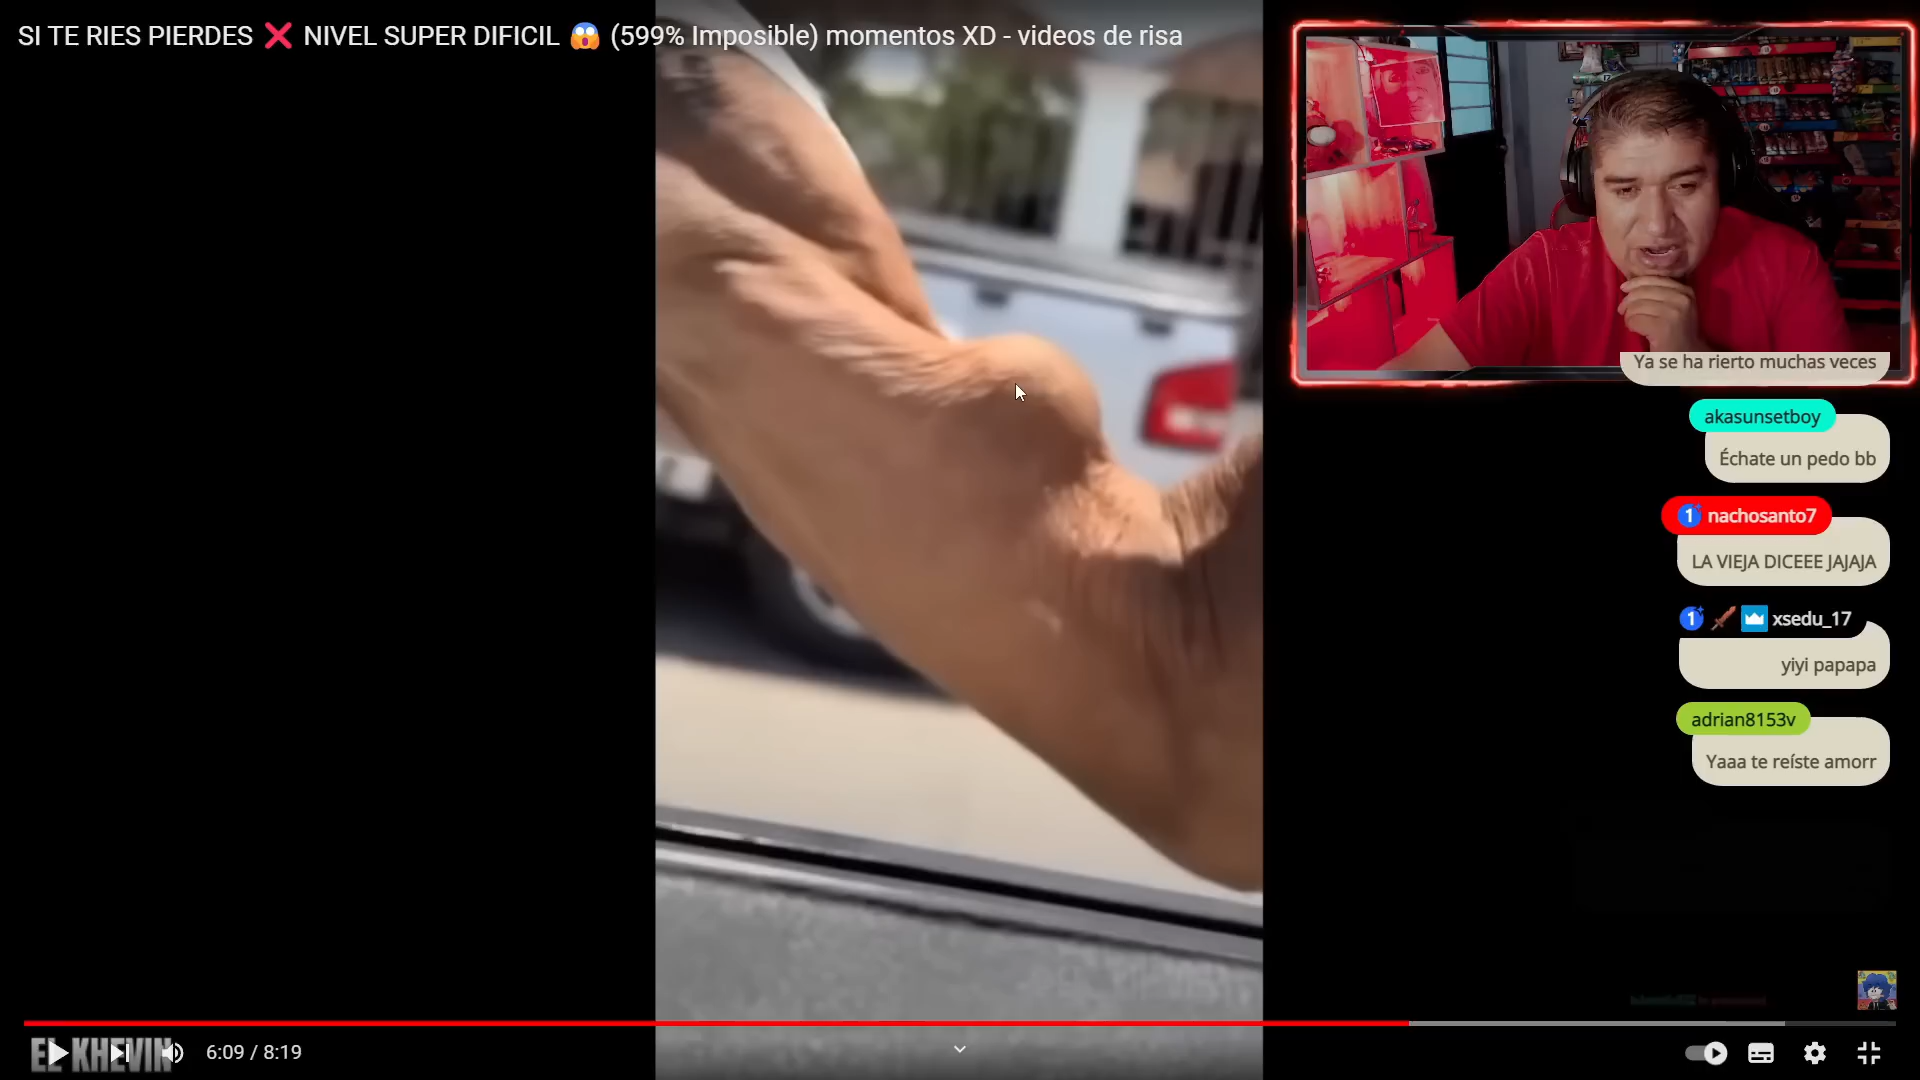 SI TE RIES PIERDES ❌ NIVEL SUPER DIFICIL 😱 (599% Imposible) momentos XD - videos de risa
Ya se ha rierto muchas veces
akasunsetboy
Échate un pedo bb
1 nachosanto7
LA VIEJA DICEEE JAJAJA
1 xsedu_17
yiyi papapa
adrian8153v
Yaaa te reíste amorr
EL KHEVIN
6:09 / 8:19